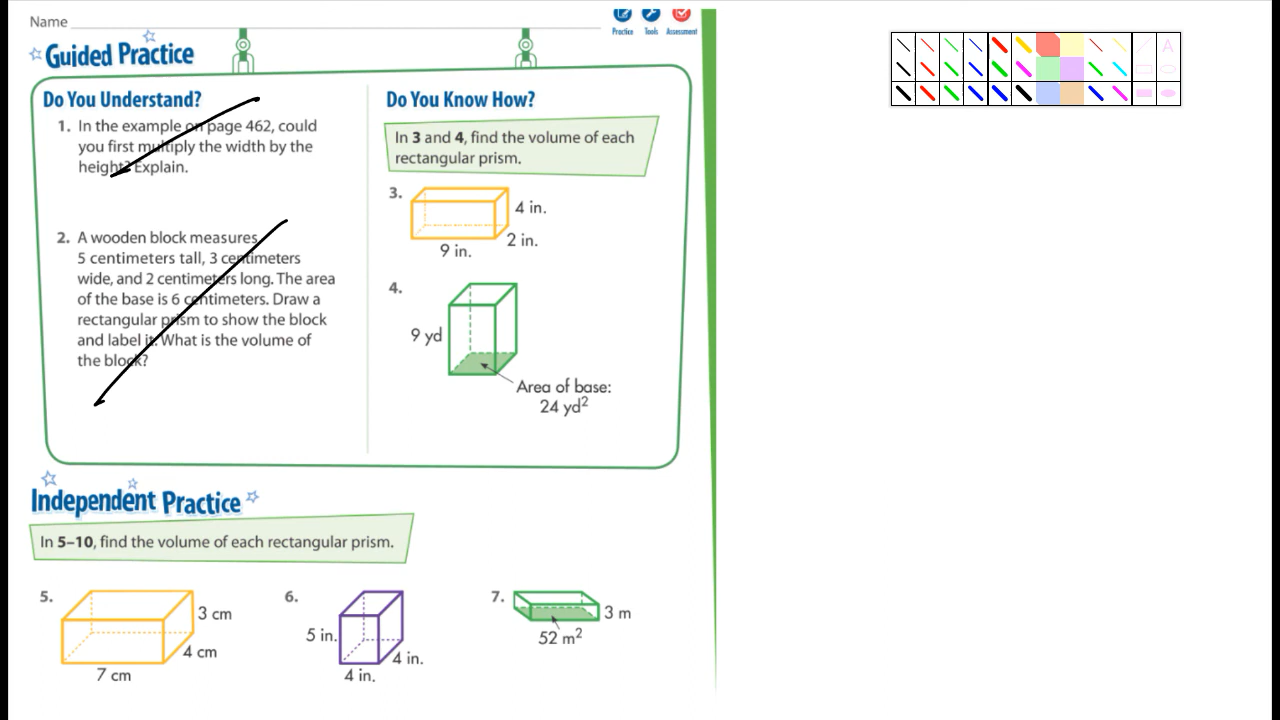 Name
Practice Tools Assessment
Guided Practice
Do You Understand?
1. In the example on page 462, could
you first multiply the width by the
height? Explain.
2. A wooden block measures
5 centimeters tall, 3 centimeters
wide, and 2 centimeters long. The area
of the base is 6 centimeters. Draw a
rectangular prism to show the block
and label it. What is the volume of
the block?
Do You Know How?
In 3 and 4, find the volume of each
rectangular prism.
3.
4 in.
2 in.
9 in.
4.
9 yd
Area of base:
24 yd²
Independent Practice
In 5–10, find the volume of each rectangular prism.
5.
3 cm
4 cm
7 cm
6.
5 in.
4 in.
4 in.
7.
3 m
52 m²
A